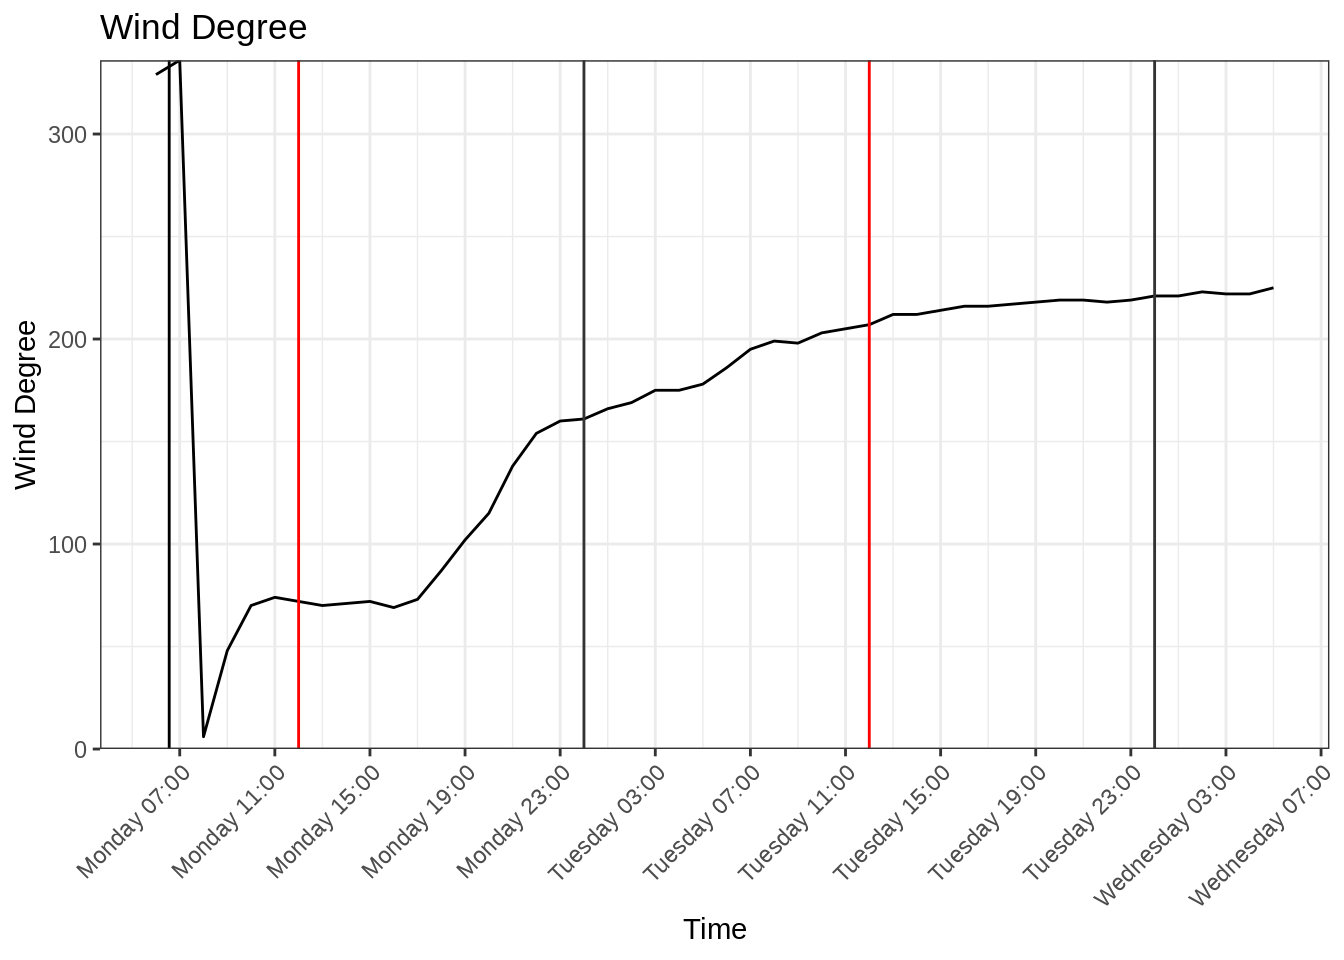 Wind Degree
Wind Degree
300
200
100
0
Monday 07:00
Monday 11:00
Monday 15:00
Monday 19:00
Monday 23:00
Tuesday 03:00
Tuesday 07:00
Tuesday 11:00
Tuesday 15:00
Tuesday 19:00
Tuesday 23:00
Wednesday 03:00
Wednesday 07:00
Time